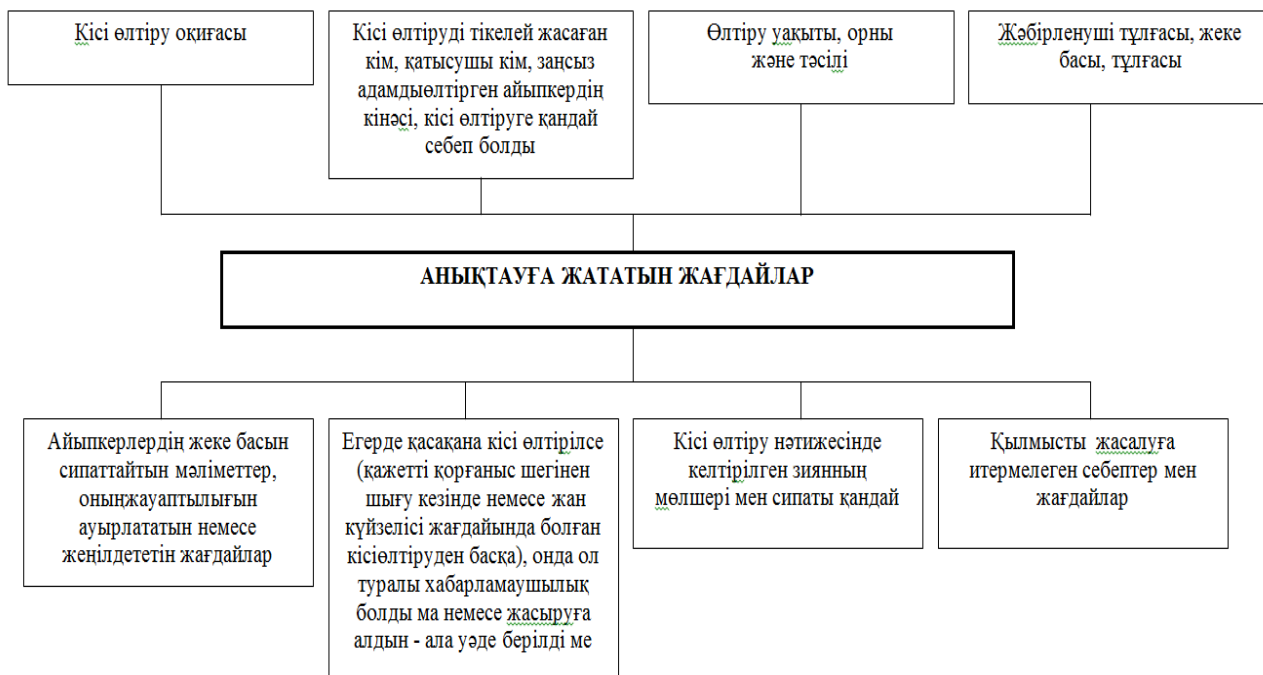 Кісі өлтіру оқиғасы
Кісі өлтіруді тікелей жасаған
кім, қатысушы кім, заңсыз
адамдыөлтірген айыпкердің
кінәсі, кісі өлтіруге қандай
себеп болды
Өлтіру уақыты, орны
және тәсілі
Жәбірленуші тұлғасы, жеке
басы, тұлғасы
АНЫҚТАУҒА ЖАТАТЫН ЖАҒДАЙЛАР
Айыпкерлердің жеке басын
сипаттайтын мәліметтер,
оныңжауаптылығын
ауырлататын немесе
жеңілдететін жағдайлар
Егерде қасақана кісі өлтірілсе
(қажетті қорғаныс шегінен
шығу кезінде немесе жан
күйзелісі жағдайында болған
кісіөлтіруден басқа), онда ол
туралы хабарламаушылық
болды ма немесе жасыруға
алдын - ала уәде берілді ме
Кісі өлтіру нәтижесінде
келтірілген зиянның
мөлшері мен сипаты қандай
Қылмысты жасалуға
итермелеген себептер мен
жағдайлар